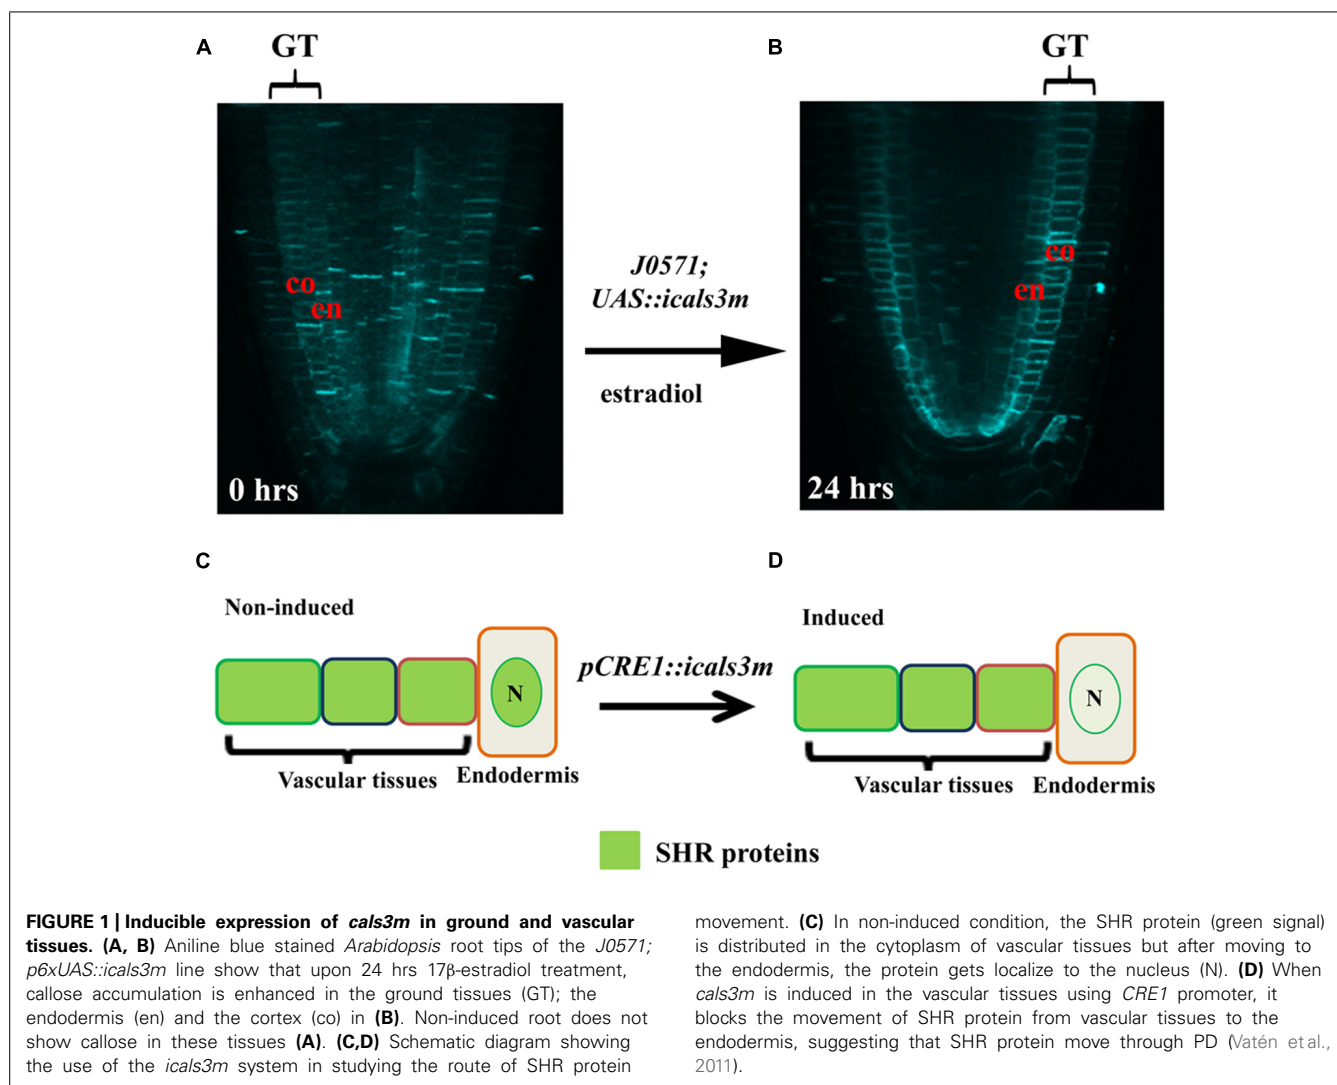 A
GT
B
GT
co
en
0 hrs
J0571;
UAS::icals3m
estradiol
co
en
24 hrs
C
Non-induced
N
Vascular tissues
Endodermis
pCRE1::icals3m
D
Induced
N
Vascular tissues
Endodermis
SHR proteins
FIGURE 1 | Inducible expression of cals3m in ground and vascular
tissues. (A, B) Aniline blue stained Arabidopsis root tips of the J0571;
p6xUAS::icals3m line show that upon 24 hrs 17β-estradiol treatment,
callose accumulation is enhanced in the ground tissues (GT); the
endodermis (en) and the cortex (co) in (B). Non-induced root does not
show callose in these tissues (A). (C,D) Schematic diagram showing
the use of the icals3m system in studying the route of SHR protein
movement. (C) In non-induced condition, the SHR protein (green signal)
is distributed in the cytoplasm of vascular tissues but after moving to
the endodermis, the protein gets localize to the nucleus (N). (D) When
cals3m is induced in the vascular tissues using CRE1 promoter, it
blocks the movement of SHR protein from vascular tissues to the
endodermis, suggesting that SHR protein move through PD (Vatén et al.,
2011).